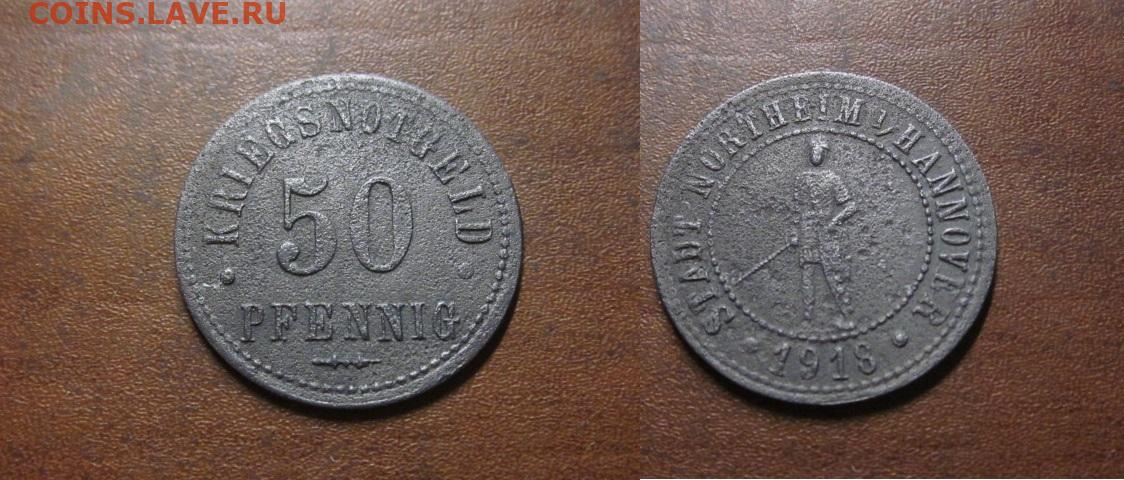 COINS.LAVE.RU
KRIEGSNOTGELD
50
PFENNIG
STADT NORTHEIM I/HANNOVER
1918